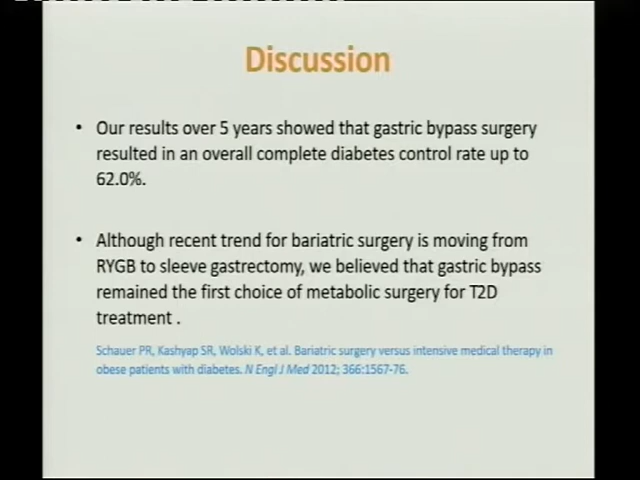 Discussion
• Our results over 5 years showed that gastric bypass surgery
resulted in an overall complete diabetes control rate up to
62.0%.
• Although recent trend for bariatric surgery is moving from
RYGB to sleeve gastrectomy, we believed that gastric bypass
remained the first choice of metabolic surgery for T2D
treatment .
Schauer PR, Kashyap SR, Wolski K, et al. Bariatric surgery versus intensive medical therapy in
obese patients with diabetes. N Engl J Med 2012; 366:1567-76.